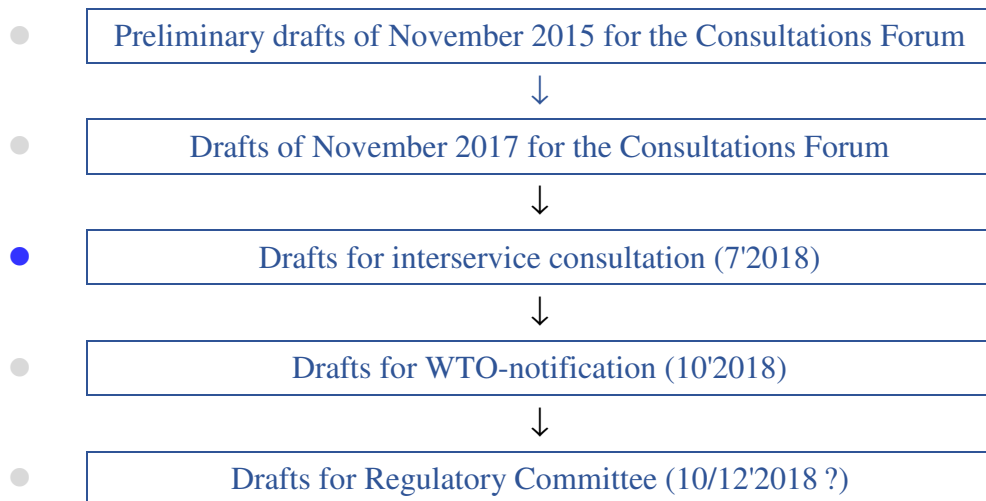 Preliminary drafts of November 2015 for the Consultations Forum
↓
Drafts of November 2017 for the Consultations Forum
↓
Drafts for interservice consultation (7'2018)
↓
Drafts for WTO-notification (10'2018)
↓
Drafts for Regulatory Committee (10/12'2018 ?)